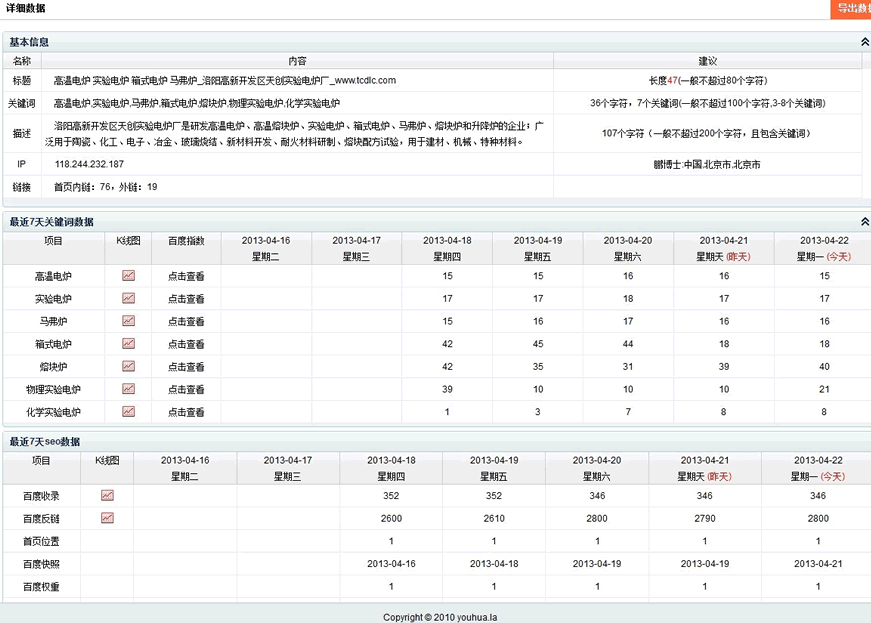 详细数据 导出数据
基本信息
名称 内容 建议
标题 高温电炉 实验电炉 箱式电炉 马弗炉_洛阳高新开发区天创实验电炉厂_www.tcdlc.com 长度47(一般不超过80个字符)
关键词 高温电炉,实验电炉,马弗炉,箱式电炉,熔块炉,物理实验电炉,化学实验电炉 36个字符，7个关键词(一般不超过100个字符,3-8个关键词)
描述 洛阳高新开发区天创实验电炉厂是研发高温电炉、高温熔块炉、实验电炉、箱式电炉、马弗炉、熔块炉和升降炉的企业；广 107个字符（一般不超过200个字符，且包含关键词）
泛用于陶瓷、化工、电子、冶金、玻璃烧结、新材料开发、耐火材料研制、熔块配方试验，用于建材、机械、特种材料。
IP 118.244.232.187 鹏博士:中国.北京市.北京市
链接 首页内链：76，外链：19
最近7天关键词数据
项目 K线图 百度指数 2013-04-16 2013-04-17 2013-04-18 2013-04-19 2013-04-20 2013-04-21 2013-04-22
星期二 星期三 星期四 星期五 星期六 星期天 (昨天) 星期一 (今天)
高温电炉 点击查看 15 15 16 16 15
实验电炉 点击查看 17 17 18 17 17
马弗炉 点击查看 15 16 17 16 16
箱式电炉 点击查看 42 45 44 18 18
熔块炉 点击查看 42 35 31 39 40
物理实验电炉 点击查看 39 10 10 10 21
化学实验电炉 点击查看 1 3 7 8 8
最近7天seo数据
项目 K线图 2013-04-16 2013-04-17 2013-04-18 2013-04-19 2013-04-20 2013-04-21 2013-04-22
星期二 星期三 星期四 星期五 星期六 星期天 (昨天) 星期一 (今天)
百度收录 352 352 346 346 346
百度反链 2600 2610 2800 2790 2800
首页位置 1 1 1 1 1
百度快照 2013-04-16 2013-04-18 2013-04-19 2013-04-19 2013-04-21
百度权重 1 1 1 1 1
Copyright © 2010 youhua.la